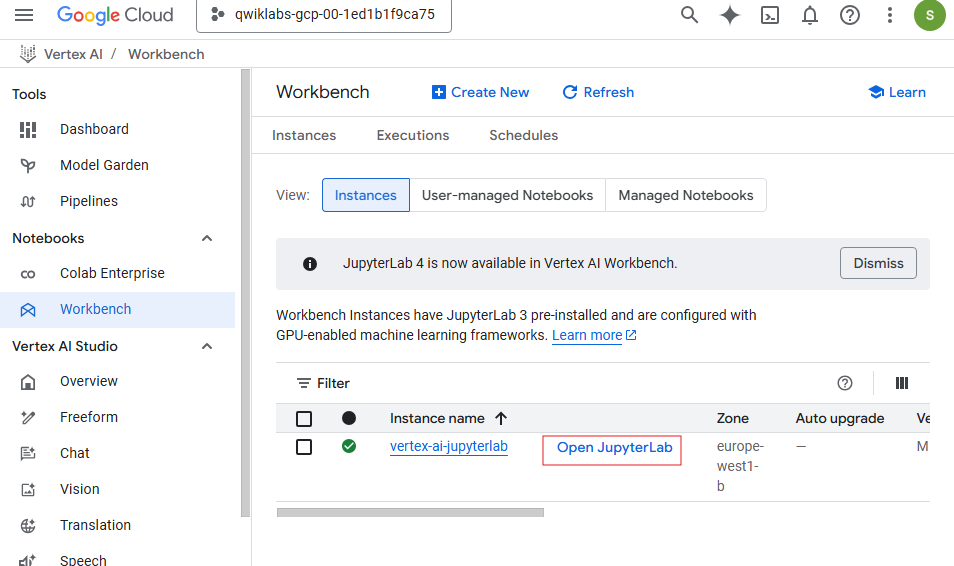 Google Cloud
qwiklabs-gcp-00-1ed1b1f9ca75
S
Vertex AI / Workbench
Tools
Dashboard
Model Garden
Pipelines
Notebooks
Colab Enterprise
Workbench
Vertex AI Studio
Overview
Freeform
Chat
Vision
Translation
Speech
Workbench
Create New
Refresh
Learn
Instances Executions Schedules
View: Instances User-managed Notebooks Managed Notebooks
JupyterLab 4 is now available in Vertex AI Workbench. Dismiss
Workbench Instances have JupyterLab 3 pre-installed and are configured with
GPU-enabled machine learning frameworks. Learn more
Filter
Instance name Zone Auto upgrade Ve
vertex-ai-jupyterlab Open JupyterLab europe- — M
west1-
b